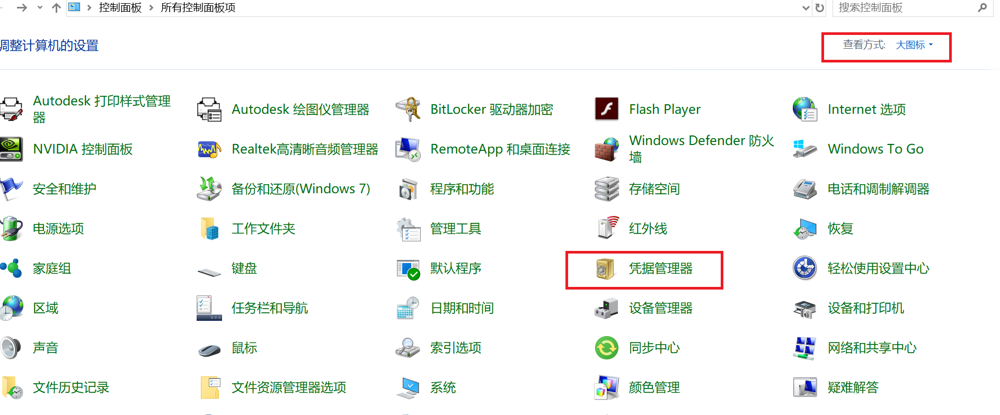 控制面板 › 所有控制面板项
搜索控制面板
调整计算机的设置
查看方式: 大图标
Autodesk 打印样式管理
器
Autodesk 绘图仪管理器
BitLocker 驱动器加密
Flash Player
Internet 选项
NVIDIA 控制面板
Realtek高清晰音频管理器
RemoteApp 和桌面连接
Windows Defender 防火
墙
Windows To Go
安全和维护
备份和还原(Windows 7)
程序和功能
存储空间
电话和调制解调器
电源选项
工作文件夹
管理工具
红外线
恢复
家庭组
键盘
默认程序
凭据管理器
轻松使用设置中心
区域
任务栏和导航
日期和时间
设备管理器
设备和打印机
声音
鼠标
索引选项
同步中心
网络和共享中心
文件历史记录
文件资源管理器选项
系统
颜色管理
疑难解答